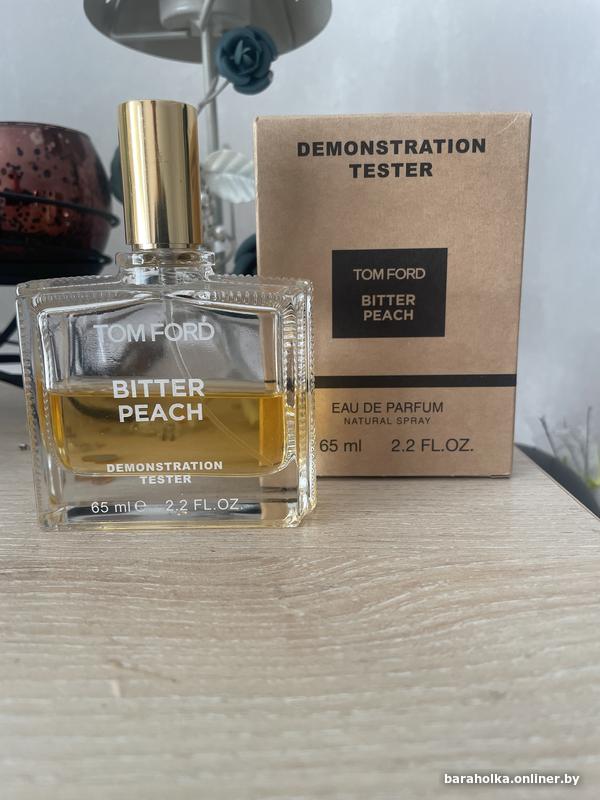 DEMONSTRATION
TESTER
TOM FORD
BITTER
PEACH
EAU DE PARFUM
NATURAL SPRAY
65 ml 2.2 FL.OZ.
TOM FORD
BITTER
PEACH
DEMONSTRATION
TESTER
65 ml e 2.2 FL.OZ.
baraholka.onliner.by